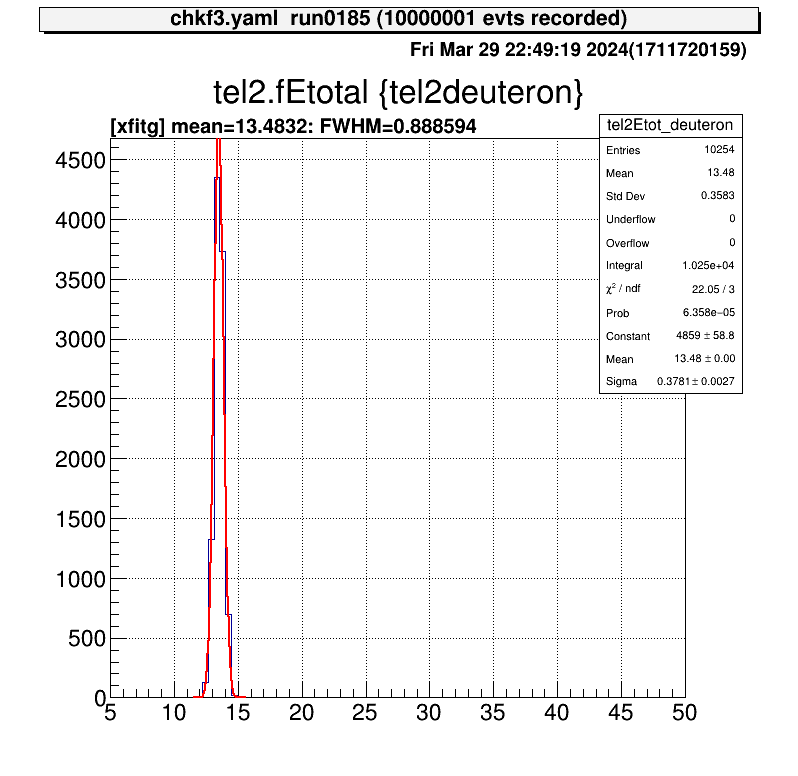 chkf3.yaml run0185 (10000001 evts recorded)
Fri Mar 29 22:49:19 2024(1711720159)
tel2.fEtotal {tel2deuteron}
[xfitg] mean=13.4832: FWHM=0.888594
tel2Etot_deuteron
Entries 10254
Mean 13.48
Std Dev 0.3583
Underflow 0
Overflow 0
Integral 1.025e+04
χ² / ndf 22.05 / 3
Prob 6.358e−05
Constant 4859 ± 58.8
Mean 13.48 ± 0.00
Sigma 0.3781 ± 0.0027
4500
4000
3500
3000
2500
2000
1500
1000
500
0
5 10 15 20 25 30 35 40 45 50